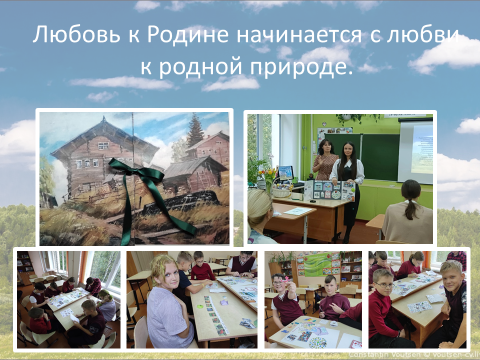 Любовь к Родине начинается с любви
к родной природе.